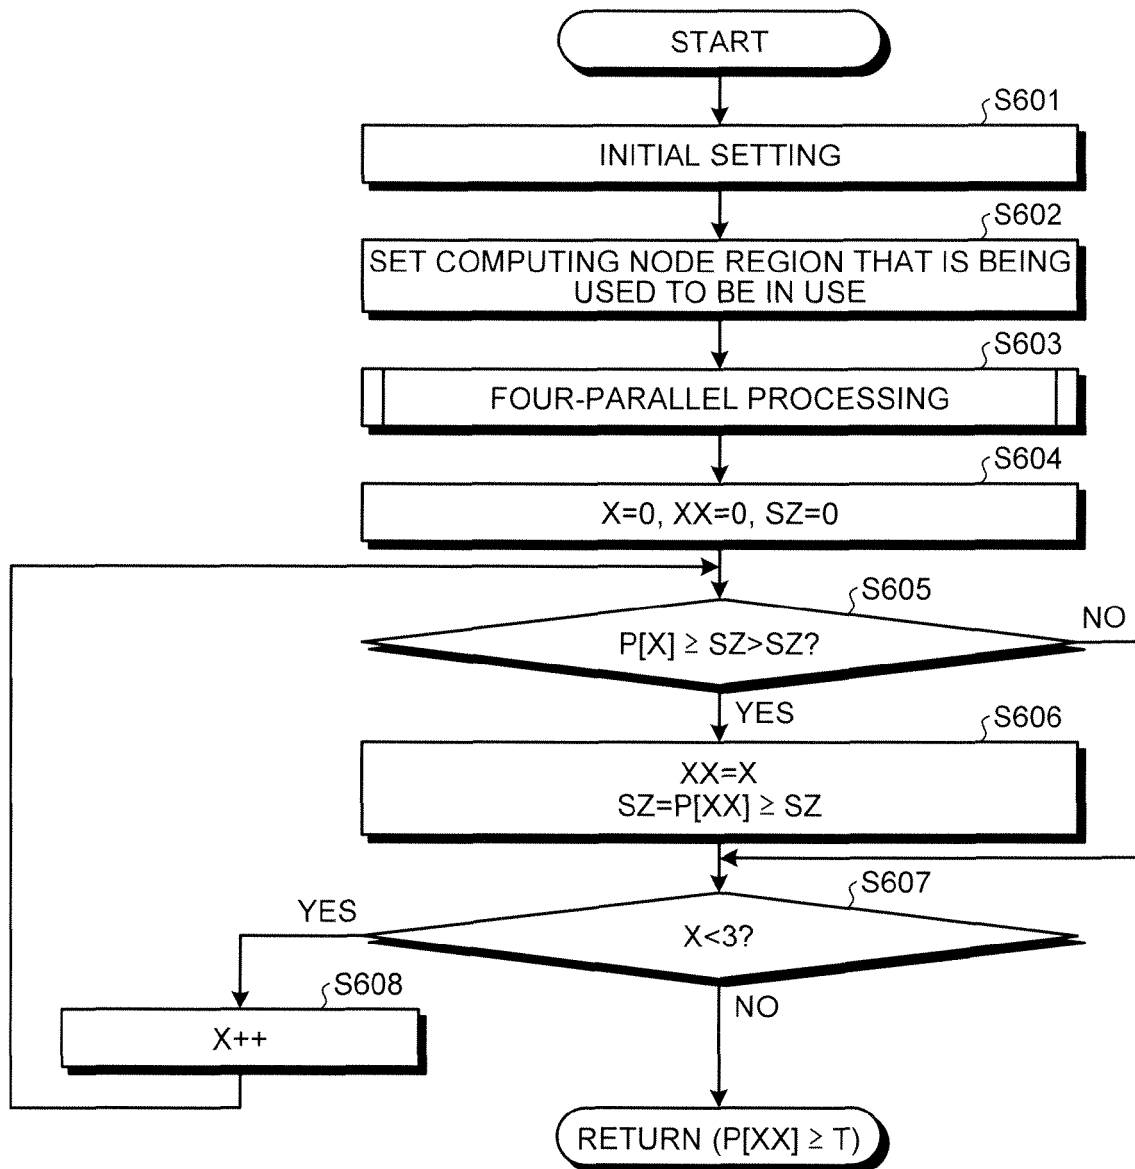 START
S601
INITIAL SETTING
S602
SET COMPUTING NODE REGION THAT IS BEING
USED TO BE IN USE
S603
FOUR-PARALLEL PROCESSING
S604
X=0, XX=0, SZ=0
S605
NO
P[X] ≥ SZ>SZ?
YES
S606
XX=X
SZ=P[XX] ≥ SZ
S607
YES
X<3?
S608
NO
X++
RETURN (P[XX] ≥ T)